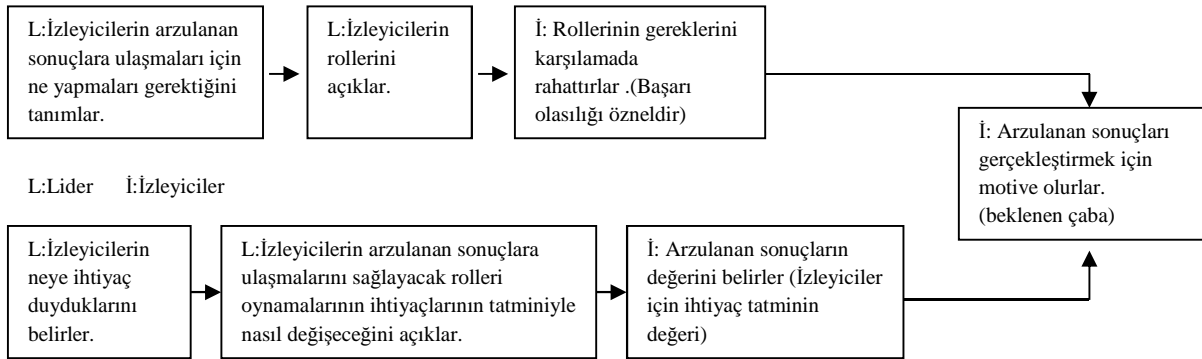 L:İzleyicilerin arzulanan
sonuçlara ulaşmaları için
ne yapmaları gerektiğini
tanımlar.
L:İzleyicilerin
rollerini
açıklar.
İ: Rollerinin gereklerini
karşılamada
rahattırlar .(Başarı
olasılığı özneldir)
İ: Arzulanan sonuçları
gerçekleştirmek için
motive olurlar.
(beklenen çaba)
L:Lider İ:İzleyiciler
L:İzleyicilerin
neye ihtiyaç
duyduklarını
belirler.
L:İzleyicilerin arzulanan sonuçlara
ulaşmalarını sağlayacak rolleri
oynamalarının ihtiyaçlarının tatminiyle
nasıl değişeceğini açıklar.
İ: Arzulanan sonuçların
değerini belirler (İzleyiciler
için ihtiyaç tatminin
değeri)